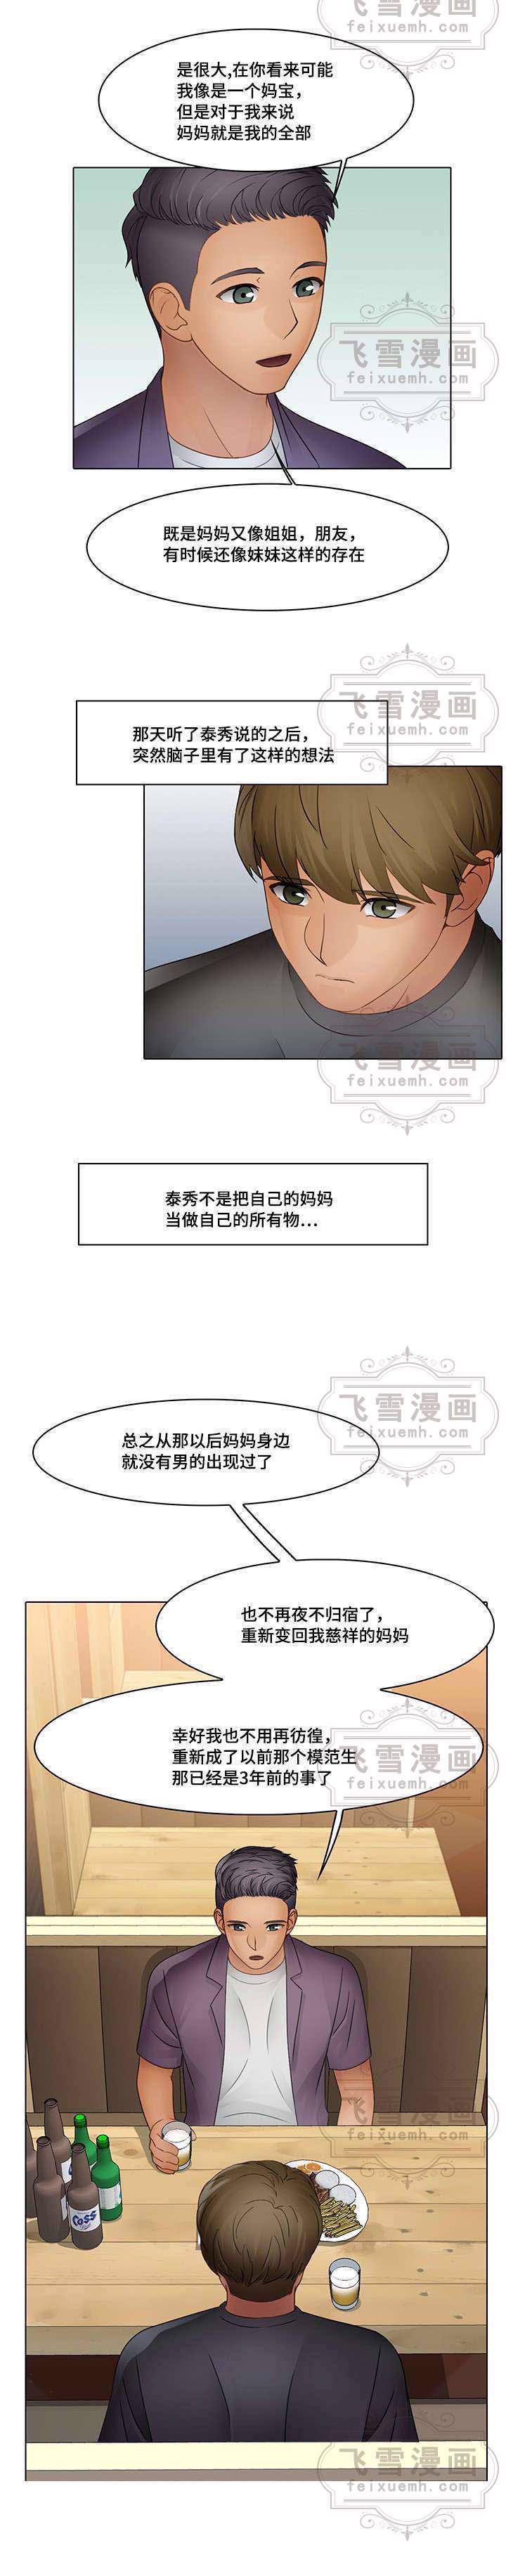 飞雪漫画
feixuemh.com
是很大,在你看来可能
我像是一个妈宝，
但是对于我来说
妈妈就是我的全部
飞雪漫画
feixuemh.com
既是妈妈又像姐姐，朋友，
有时候还像妹妹这样的存在
飞雪漫画
feixuemh.com
那天听了泰秀说的之后，
突然脑子里有了这样的想法
飞雪漫画
feixuemh.com
泰秀不是把自己的妈妈
当做自己的所有物...
飞雪漫画
feixuemh.com
总之从那以后妈妈身边
就没有男的出现过了
也不再夜不归宿了，
重新变回我慈祥的妈妈
飞雪漫画
feixuemh.com
幸好我也不用再彷徨，
重新成了以前那个模范生
那已经是3年前的事了
飞雪漫画
feixuemh.com
Coss
Coss
飞雪漫画
feixuemh.com